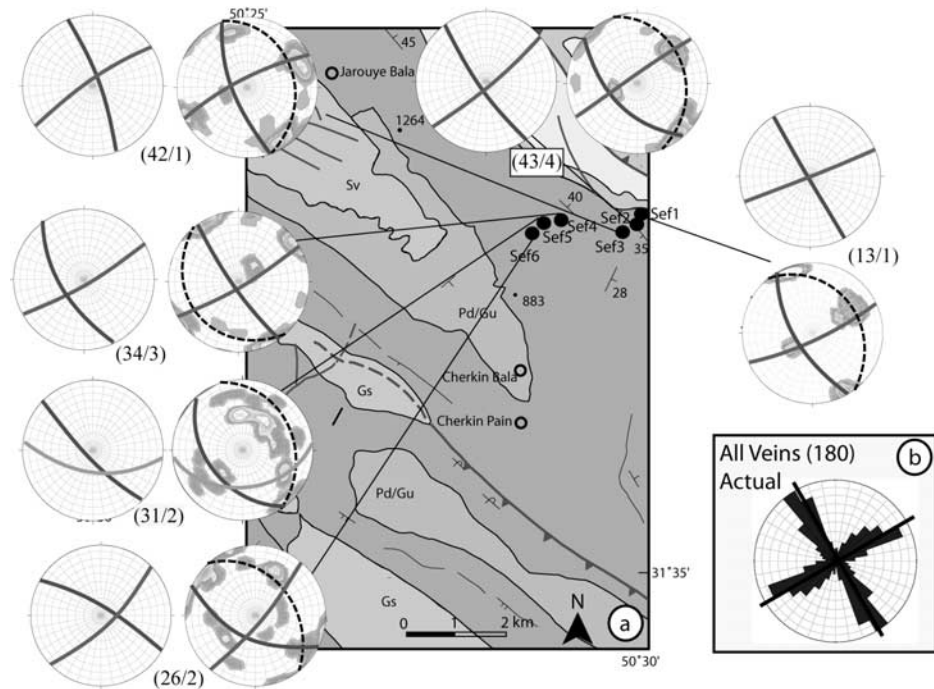 50°25'
45
Jarouye Bala
1264
(42/1)
(43/4)
Sv
40
Sef1
Sef2
Sef4
Sef5
Sef3
Sef6
35
(13/1)
28
883
Pd/Gu
(34/3)
Cherkin Bala
Gs
Cherkin Pain
All Veins (180)
b
Actual
Pd/Gu
(31/2)
31°35'
N
Gs
a
0 1 2 km
(26/2)
50°30'